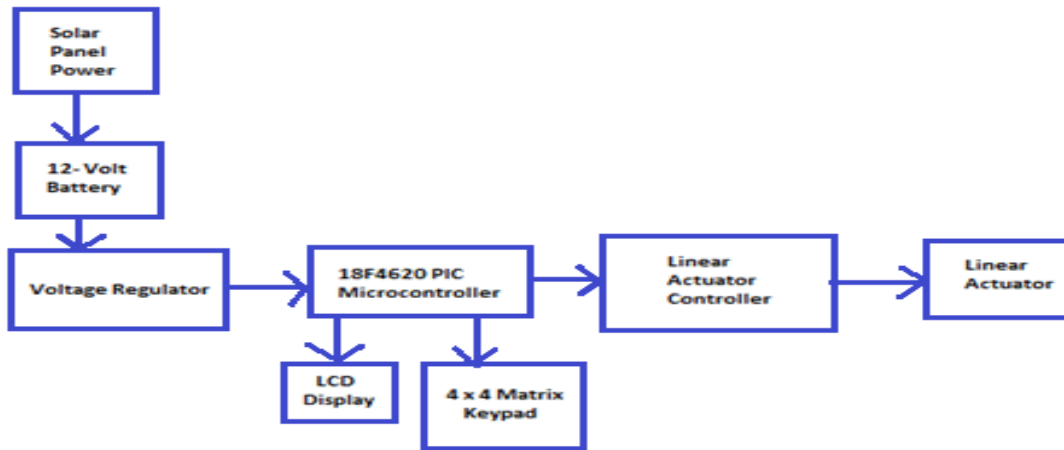 Solar
Panel
Power
12- Volt
Battery
Voltage Regulator
18F4620 PIC
Microcontroller
Linear
Actuator
Controller
Linear
Actuator
LCD
Display
4 x 4 Matrix
Keypad